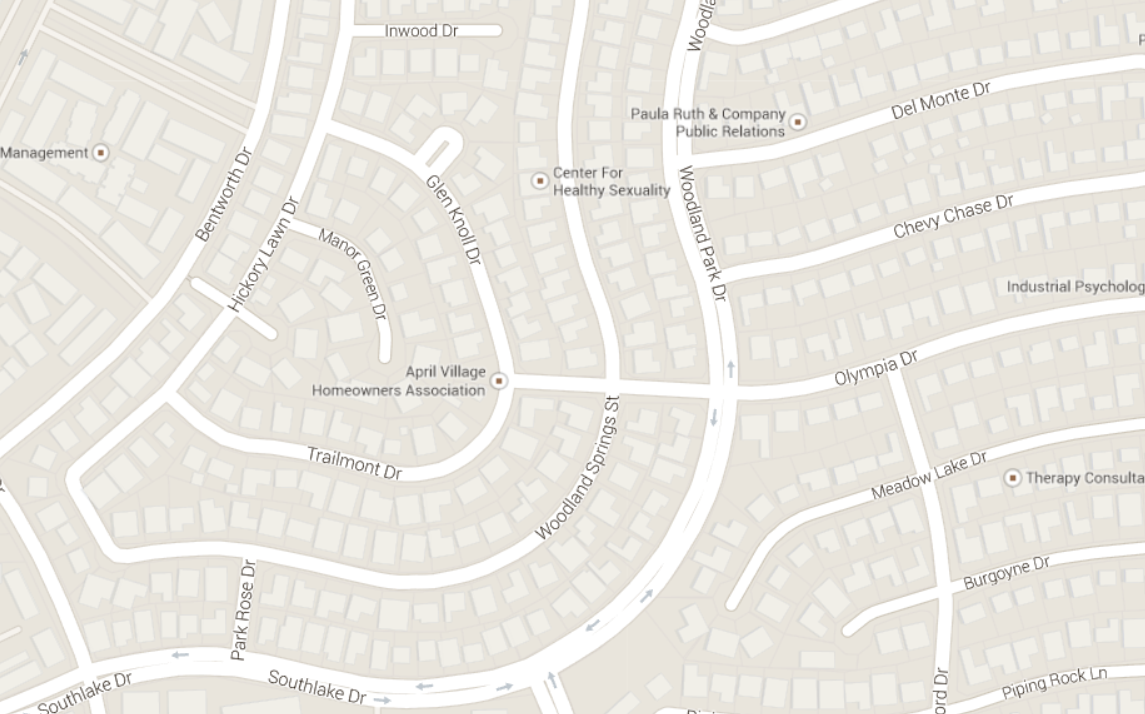 Inwood Dr
Woodla
P
Del Monte Dr
Paula Ruth & Company
Public Relations
Management
Center For
Healthy Sexuality
Bentworth Dr
Glen Knoll Dr
Woodland Park Dr
Hickory Lawn Dr
Manor Green Dr
Chevy Chase Dr
Industrial Psycholog
April Village
Homeowners Association
Olympia Dr
Trailmont Dr
Woodland Springs St
Meadow Lake Dr
Therapy Consulta
Burgoyne Dr
Park Rose Dr
Southlake Dr
Southlake Dr
ord Dr
Piping Rock Ln